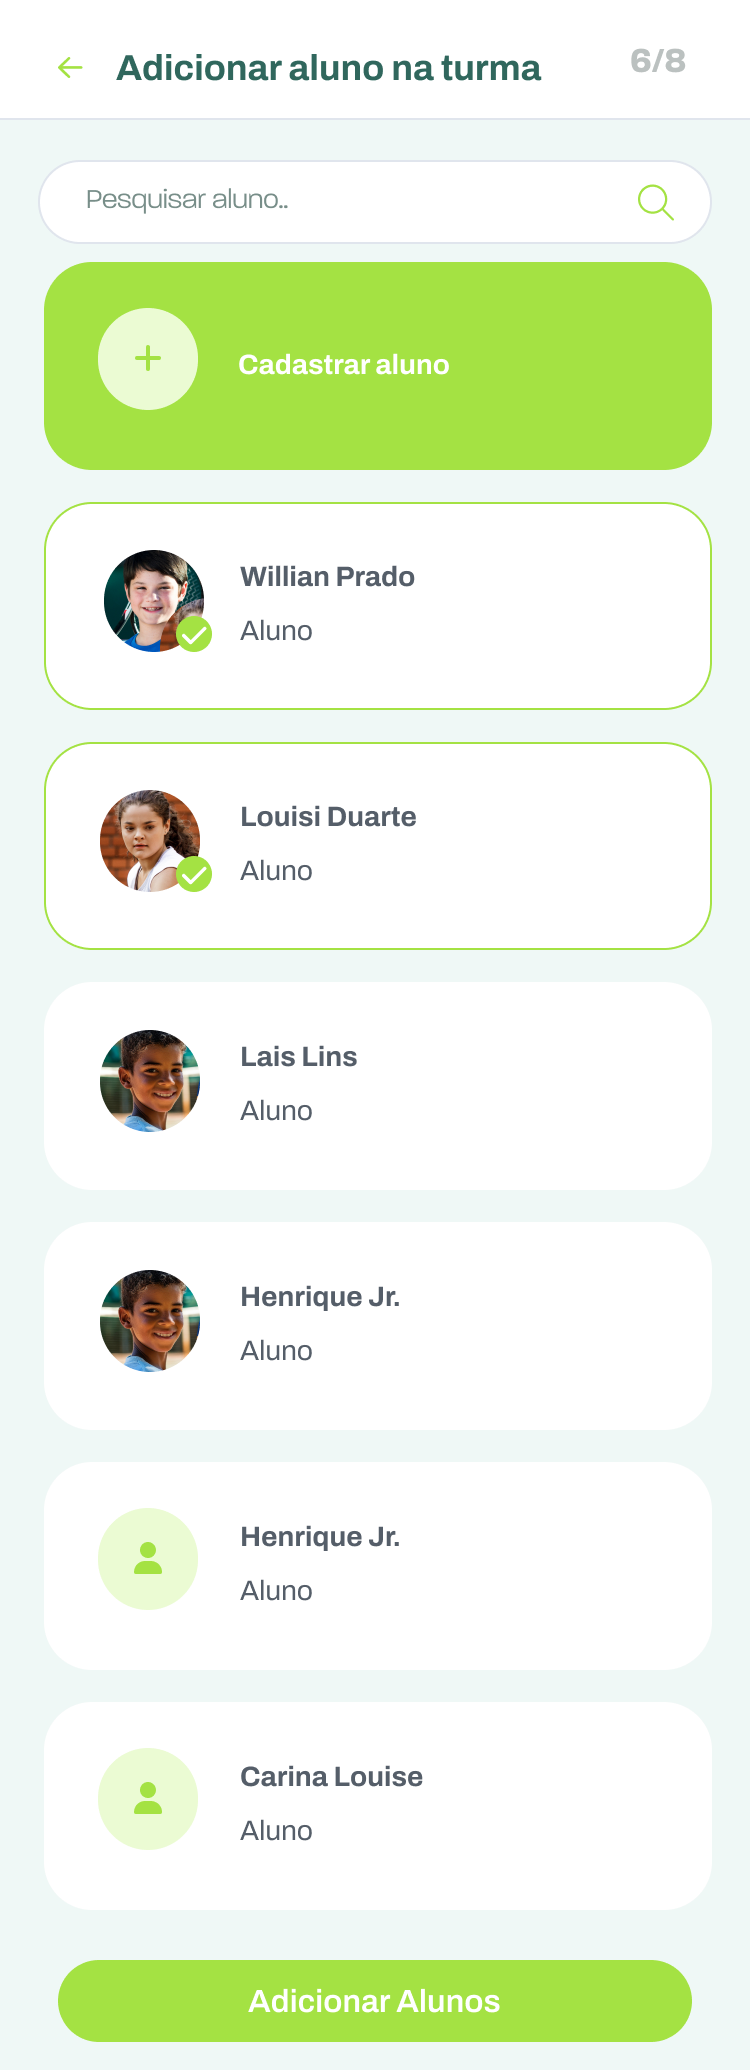 Adicionar aluno na turma
6/8
Pesquisar aluno..
Cadastrar aluno
Willian Prado
Aluno
Louisi Duarte
Aluno
Lais Lins
Aluno
Henrique Jr.
Aluno
Henrique Jr.
Aluno
Carina Louise
Aluno
Adicionar Alunos